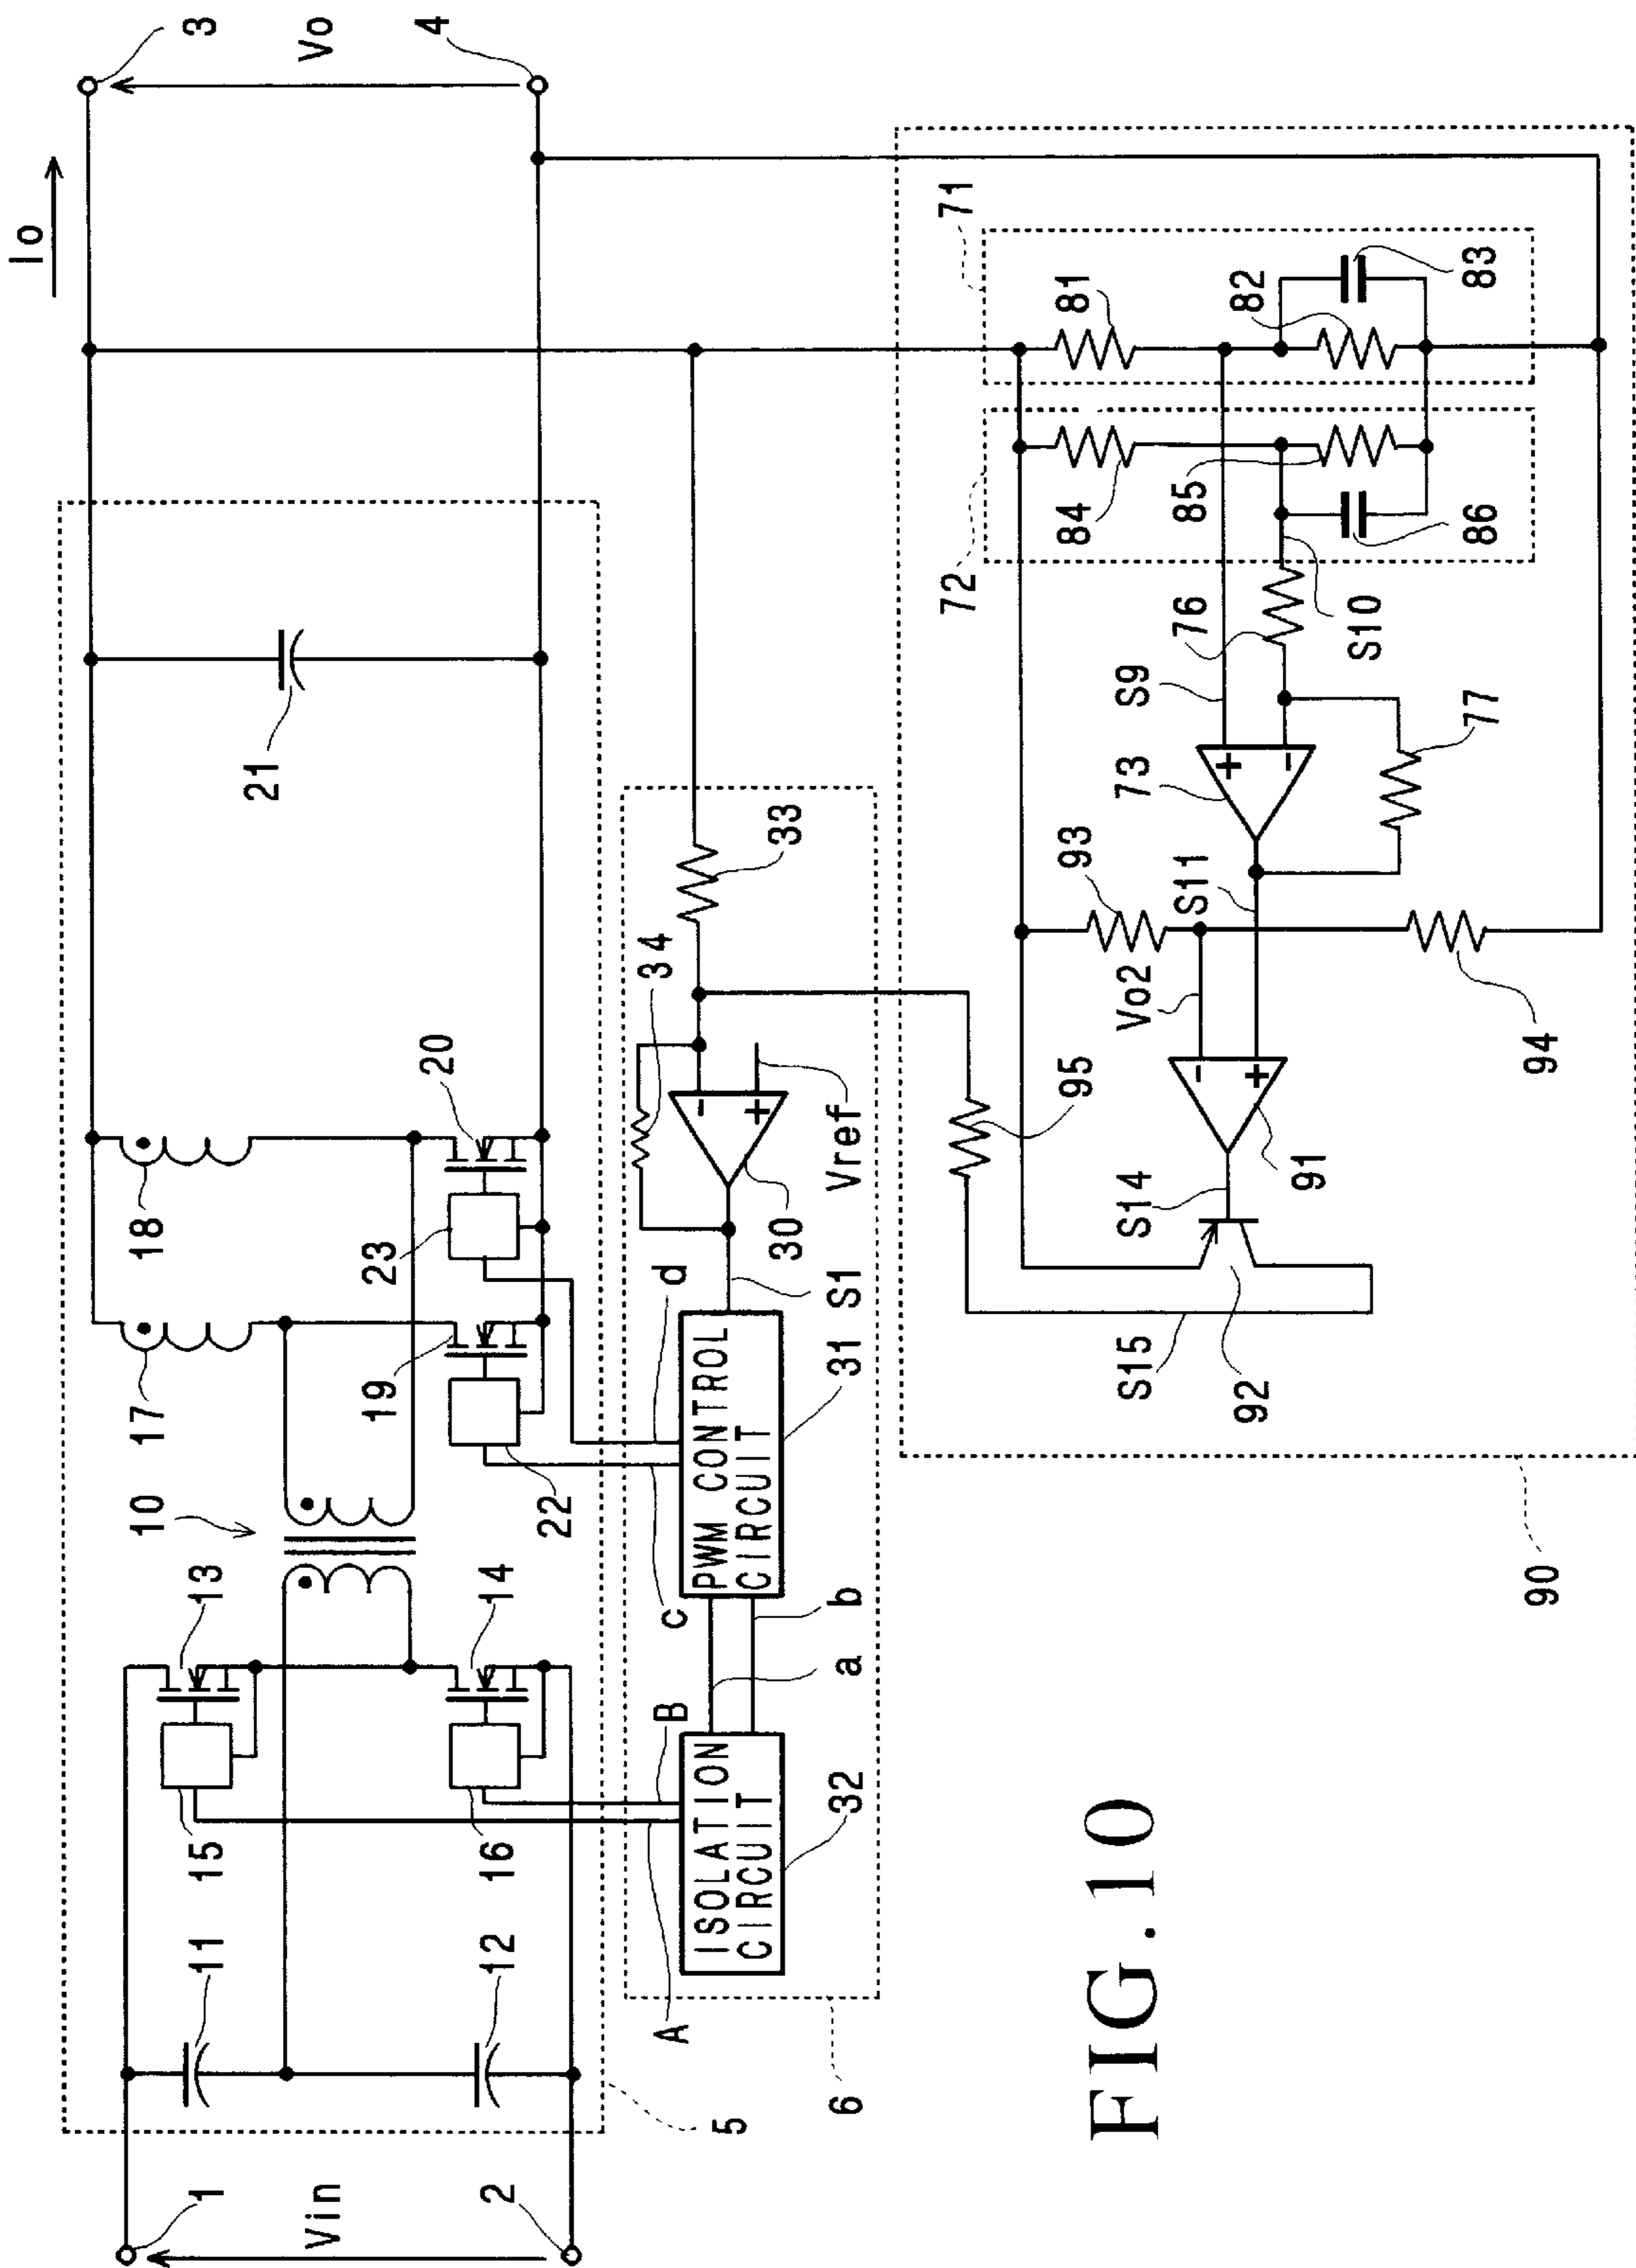 Io
3
Vo
4
21
18
17
20
23
19
22
10
13
14
15
16
11
12
1
Vin
2
5
33
34
30
Vref
S1
d
c
PWM CONTROL
CIRCUIT
31
b
a
B
A
ISOLATION
CIRCUIT
32
6
71
81
82
83
72
84
85
86
76
S10
S9
73
77
93
S11
Vo2
94
95
91
S14
S15
92
90
FIG.10